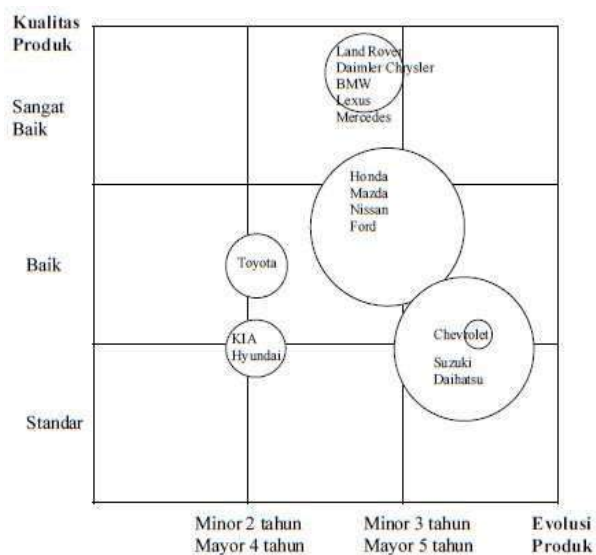 Kualitas
Produk
Sangat
Baik
Land Rover
Daimler Chrysler
BMW
Lexus
Mercedes
Honda
Mazda
Nissan
Ford
Baik
Toyota
KIA
Hyundai
Chevrolet
Suzuki
Daihatsu
Standar
Minor 2 tahun
Mayor 4 tahun
Minor 3 tahun
Mayor 5 tahun
Evolusi
Produk